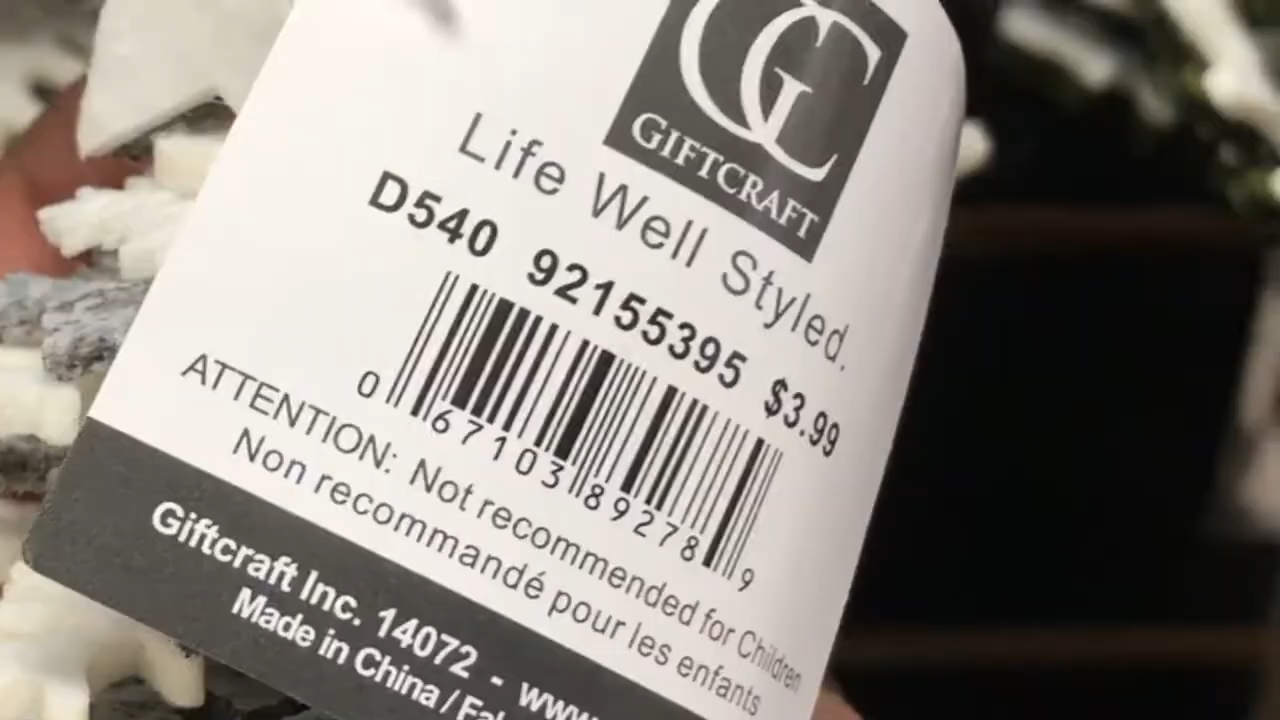 GC
GIFTCRAFT
Life Well Styled.
D540 92155395 $3.99
0 67103 89278 9
ATTENTION: Not recommended for Children
Non recommandé pour les enfants
Giftcraft Inc. 14072 - www
Made in China /